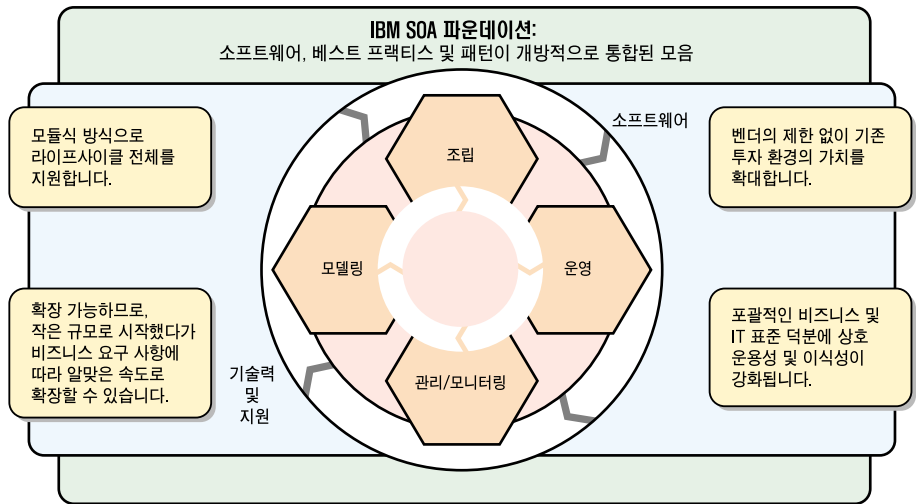 IBM SOA 파운데이션:
소프트웨어, 베스트 프랙티스 및 패턴이 개방적으로 통합된 모음
모듈식 방식으로
라이프사이클 전체를
지원합니다.
소프트웨어
벤더의 제한 없이 기존
투자 환경의 가치를
확대합니다.
조립
모델링
운영
관리/모니터링
확장 가능하므로,
작은 규모로 시작했다가
비즈니스 요구 사항에
따라 알맞은 속도로
확장할 수 있습니다.
기술력
및
지원
포괄적인 비즈니스 및
IT 표준 덕분에 상호
운용성 및 이식성이
강화됩니다.